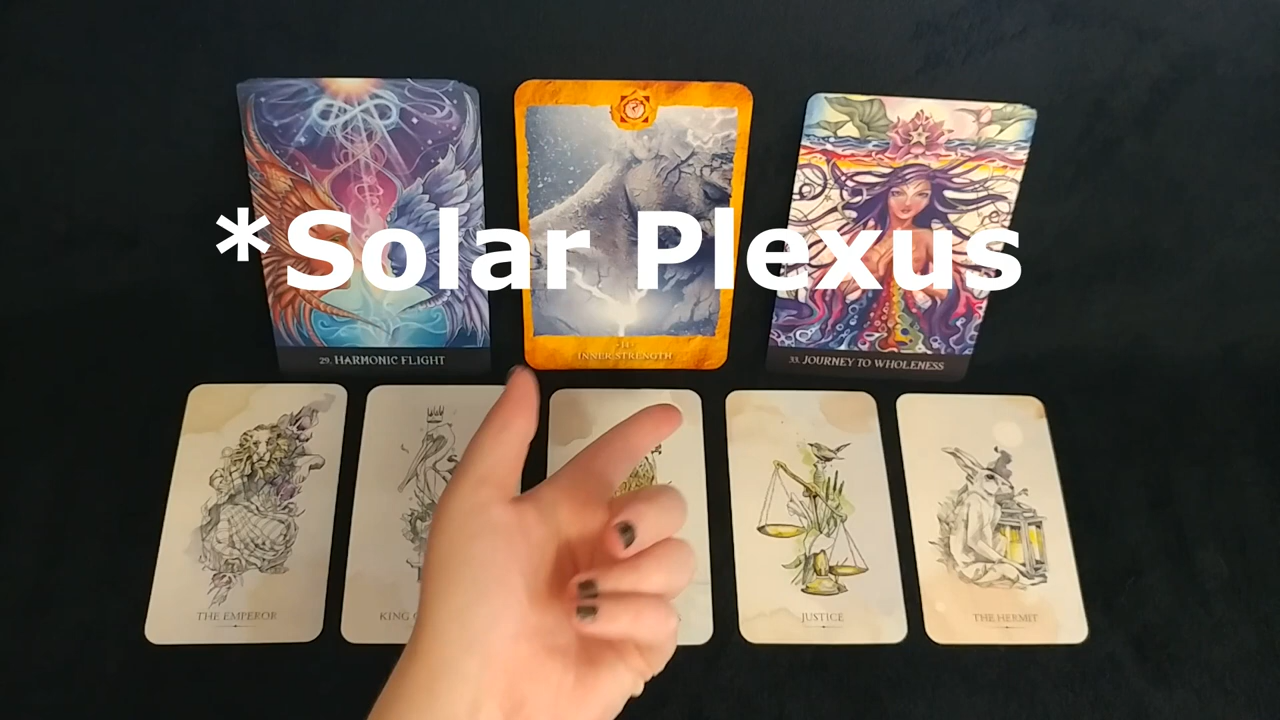 *Solar Plexus
29. HARMONIC FLIGHT
INNER STRENGTH
33. JOURNEY TO WHOLENESS
THE EMPEROR
KING
JUSTICE
THE HERMIT